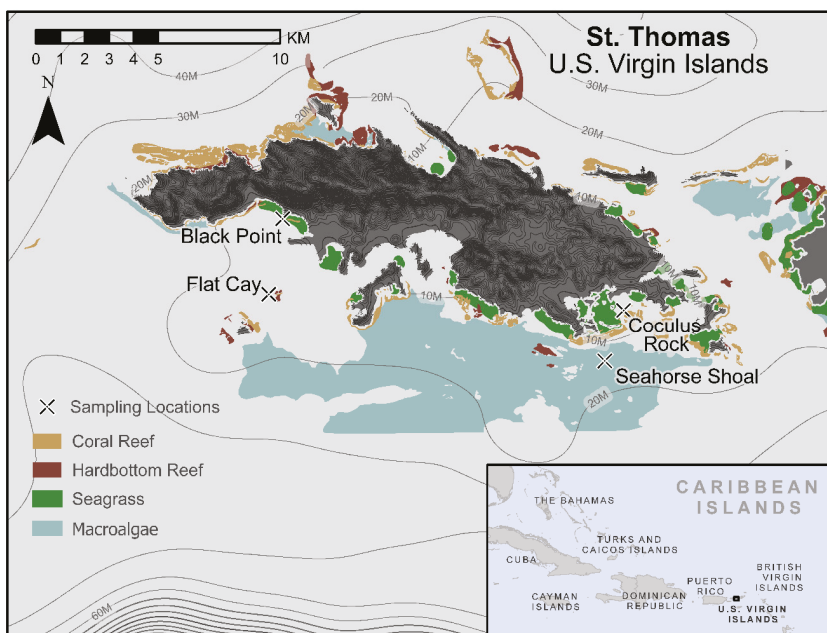 St. Thomas
U.S. Virgin Islands
KM
0 1 2 3 4 5 10
N
40M
30M
20M
20M
10M
30M
20M
20M
10M
10M
10M
Black Point
Flat Cay
10M
Coculus
Rock
10M
Seahorse Shoal
20M
Sampling Locations
Coral Reef
Hardbottom Reef
Seagrass
Macroalgae
60M
CARIBBEAN
ISLANDS
THE BAHAMAS
TURKS AND
CAICOS ISLANDS
CUBA
CAYMAN
ISLANDS
DOMINICAN
REPUBLIC
PUERTO
RICO
BRITISH
VIRGIN
ISLANDS
U.S. VIRGIN
ISLANDS